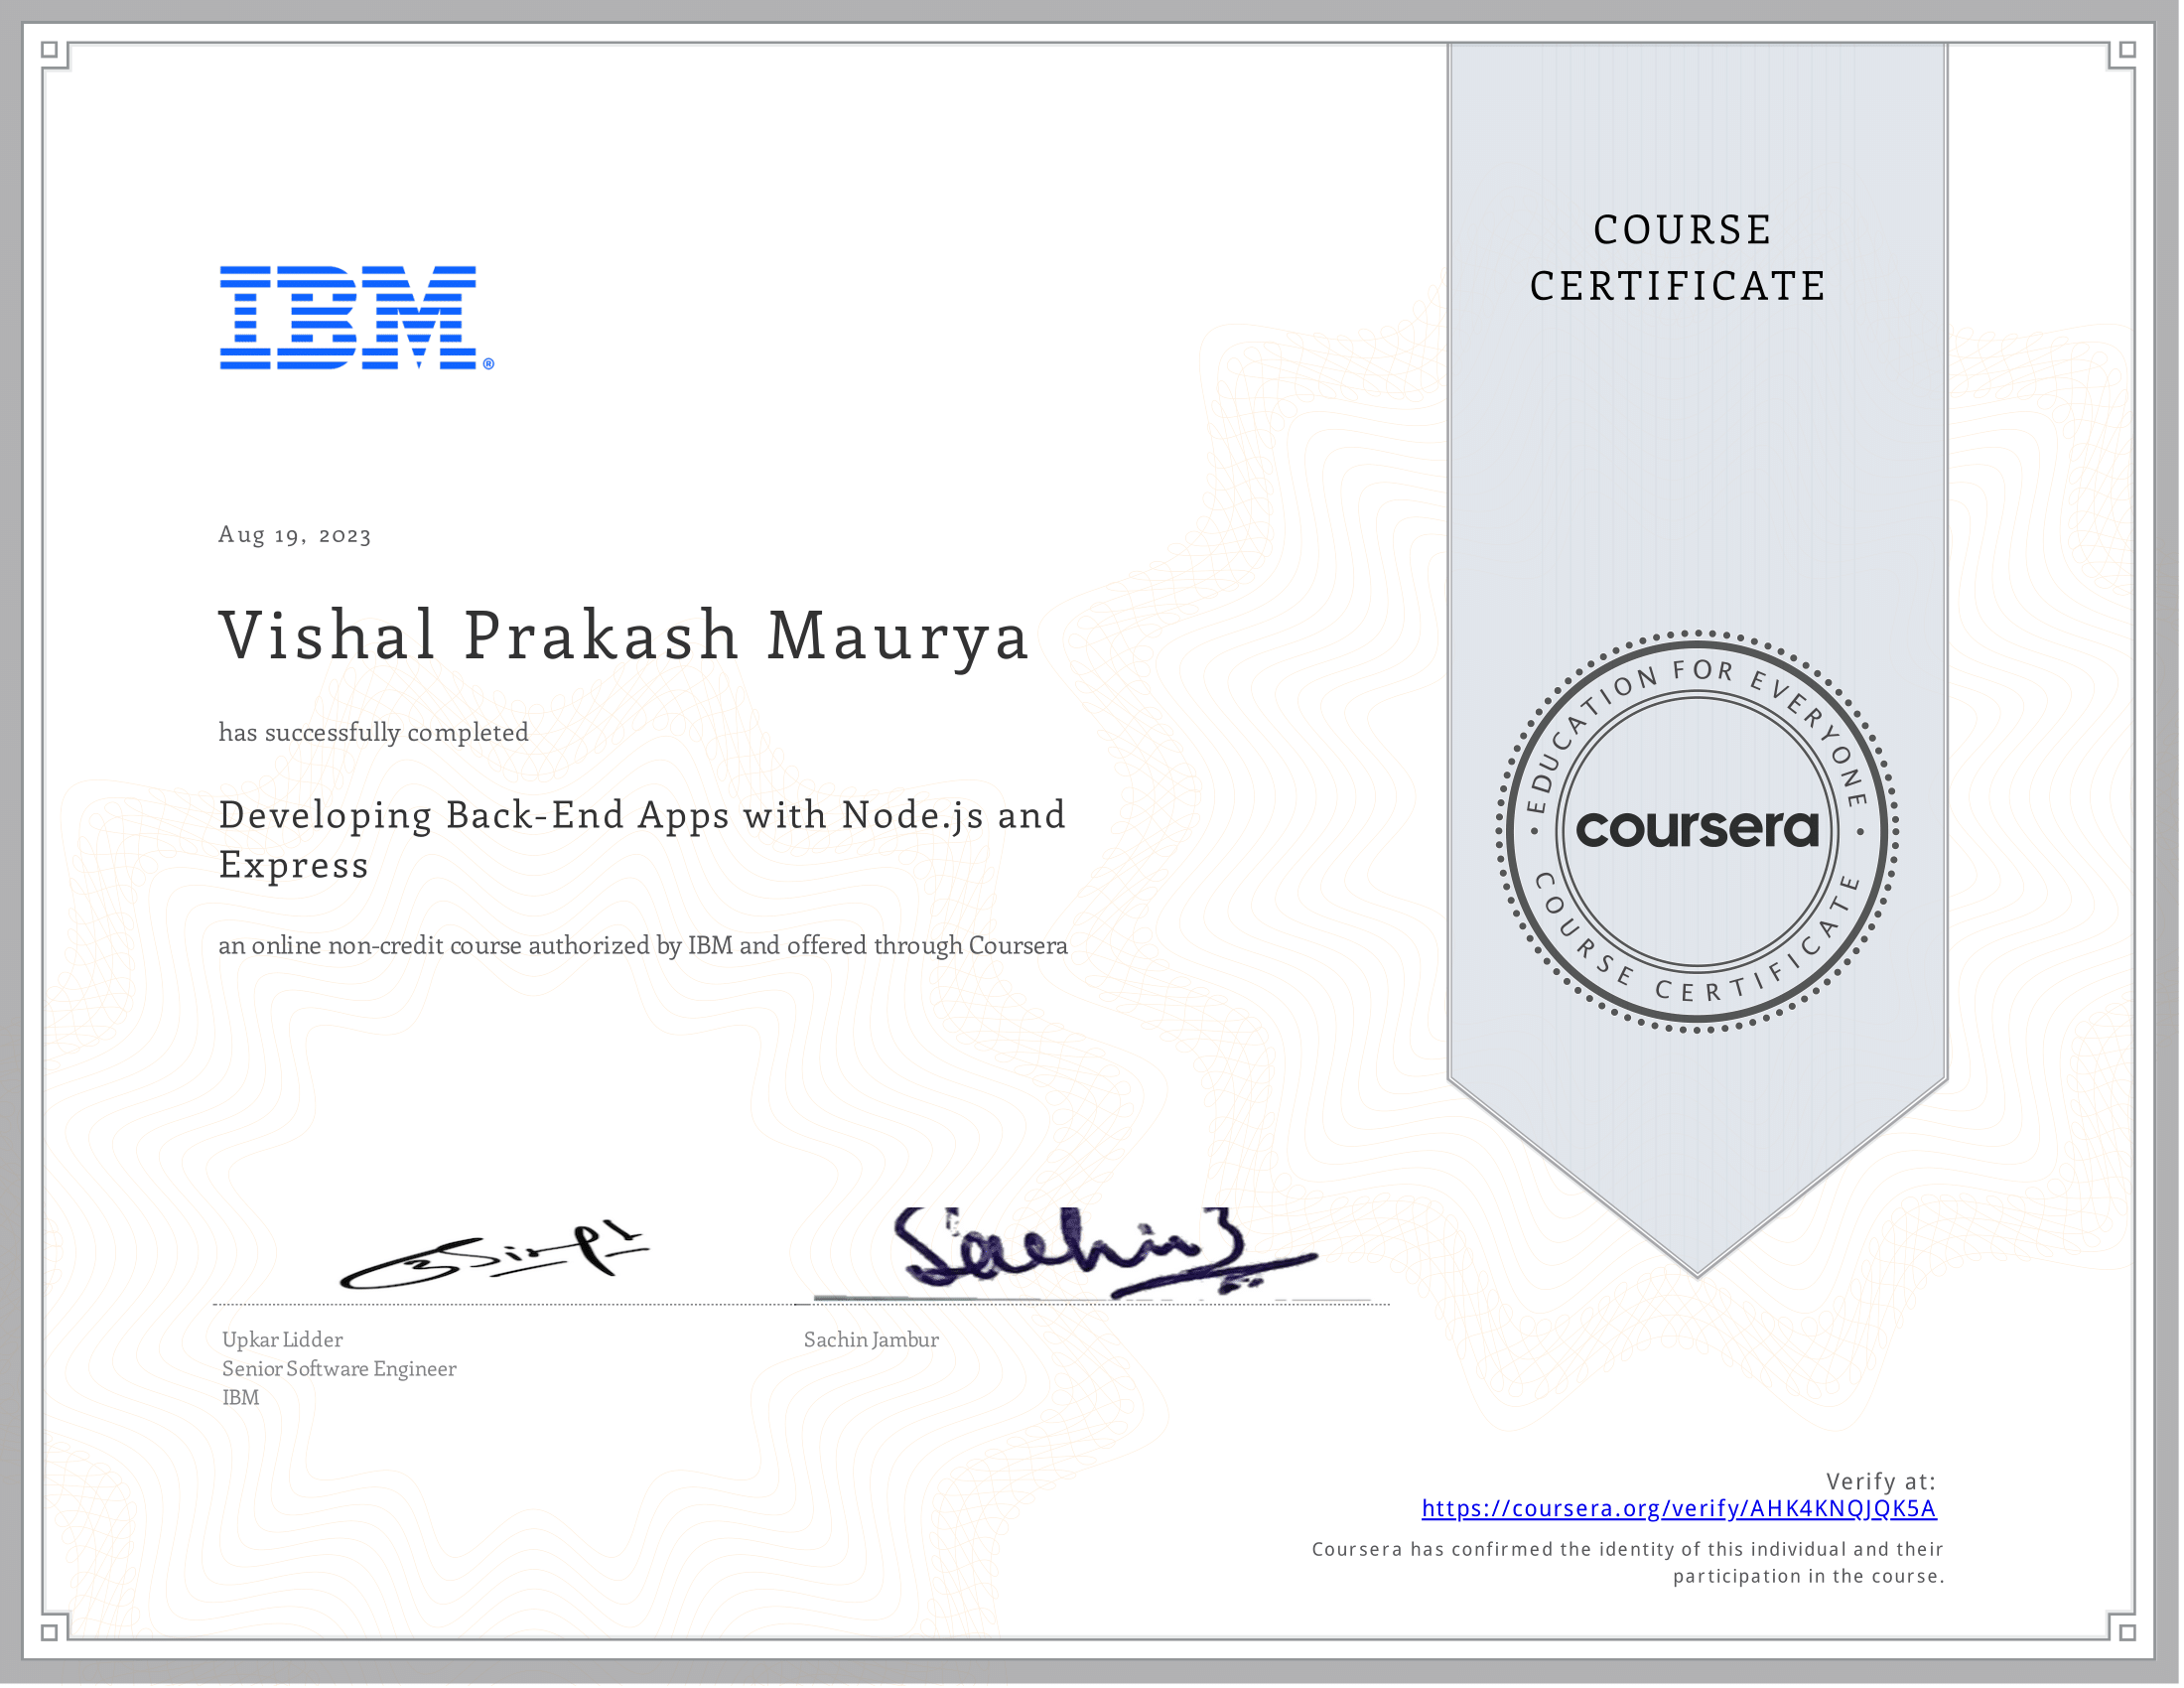 IBM®
COURSE
CERTIFICATE
Aug 19, 2023
Vishal Prakash Maurya
has successfully completed
Developing Back-End Apps with Node.js and
Express
an online non-credit course authorized by IBM and offered through Coursera
EDUCATION FOR EVERYONE
coursera
COURSE CERTIFICATE
Sachin J
Upkar Lidder
Senior Software Engineer
IBM
Sachin Jambur
Verify at:
https://coursera.org/verify/AHK4KNQJQK5A
Coursera has confirmed the identity of this individual and their
participation in the course.